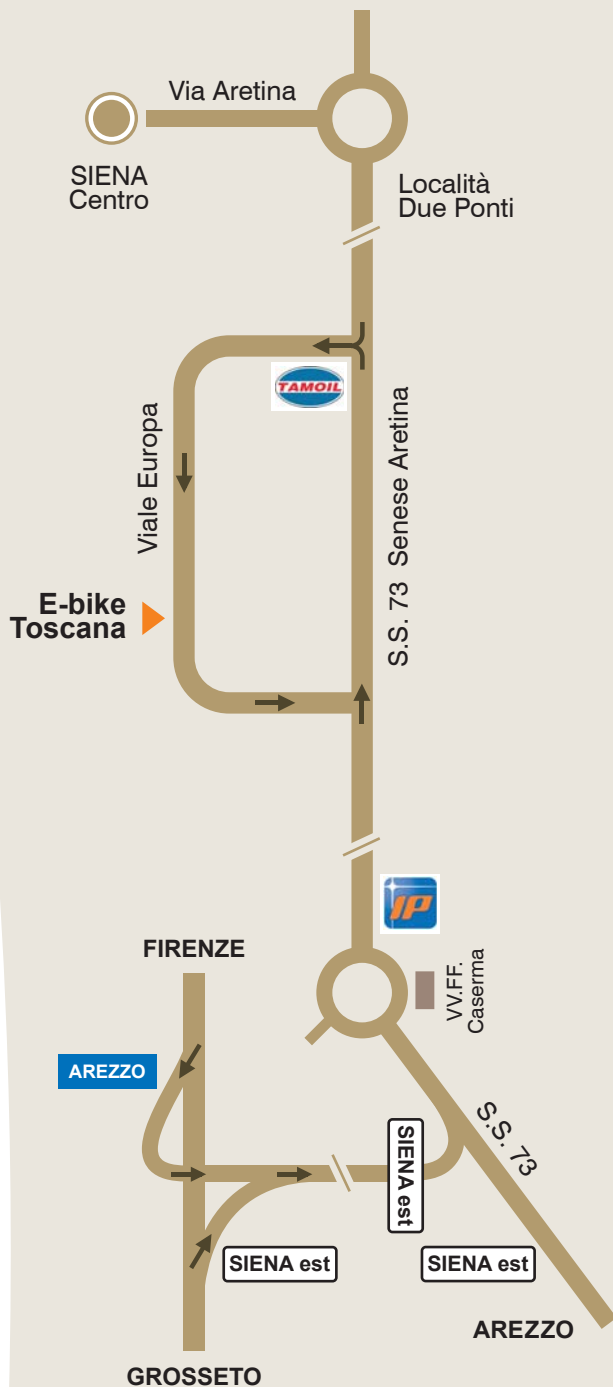 Via Aretina
SIENA
Centro
Località
Due Ponti
TAMOIL
Viale Europa
S.S. 73 Senese Aretina
E-bike
Toscana
IP
FIRENZE
VV.FF.
Caserma
AREZZO
S.S. 73
SIENA est
SIENA est
SIENA est
AREZZO
GROSSETO